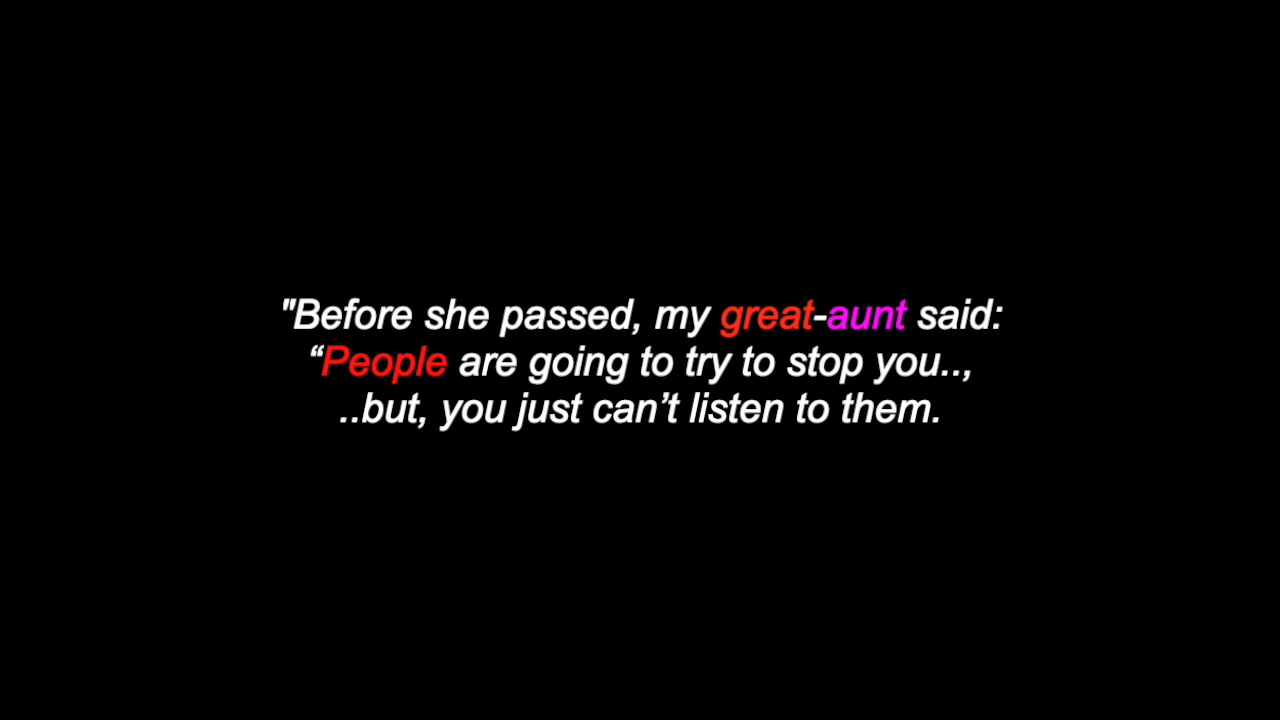 "Before she passed, my great-aunt said:
“People are going to try to stop you..,
..but, you just can’t listen to them.